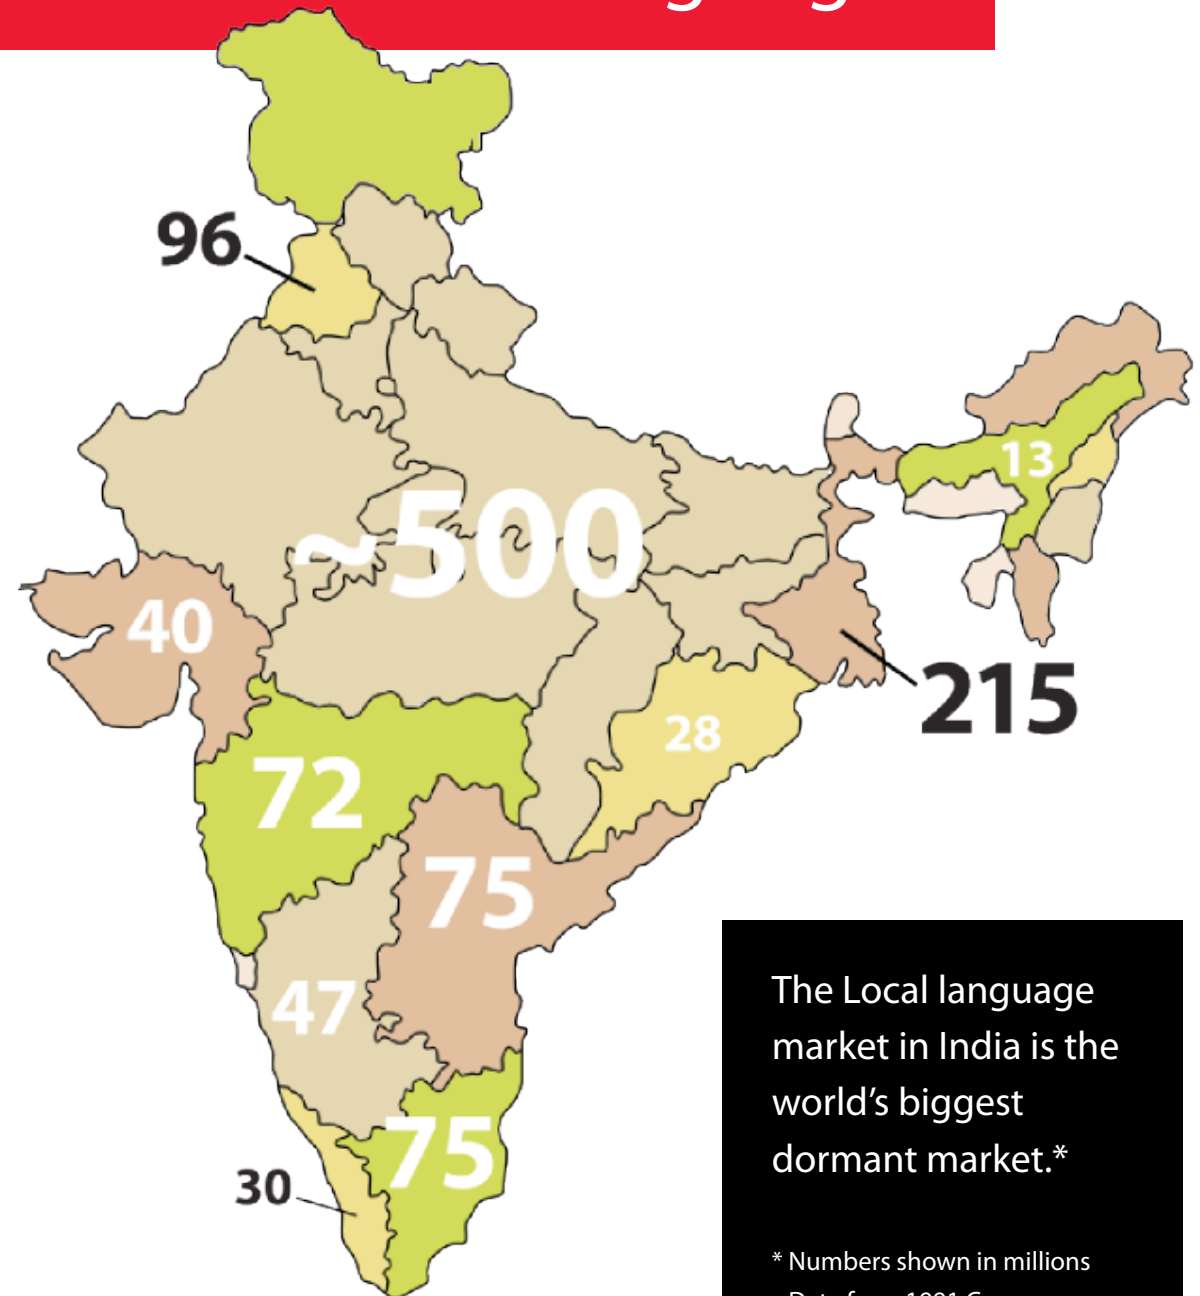 96
13
~500
40
215
28
72
75
47
75
30
The Local language
market in India is the
world’s biggest
dormant market.*
* Numbers shown in millions